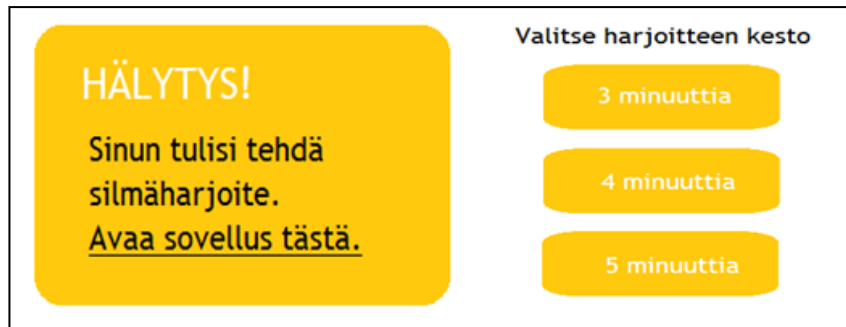 HÄLYTYS!
Sinun tulisi tehdä
silmäharjoite.
Avaa sovellus tästä.
Valitse harjoitteen kesto
3 minuuttia
4 minuuttia
5 minuuttia